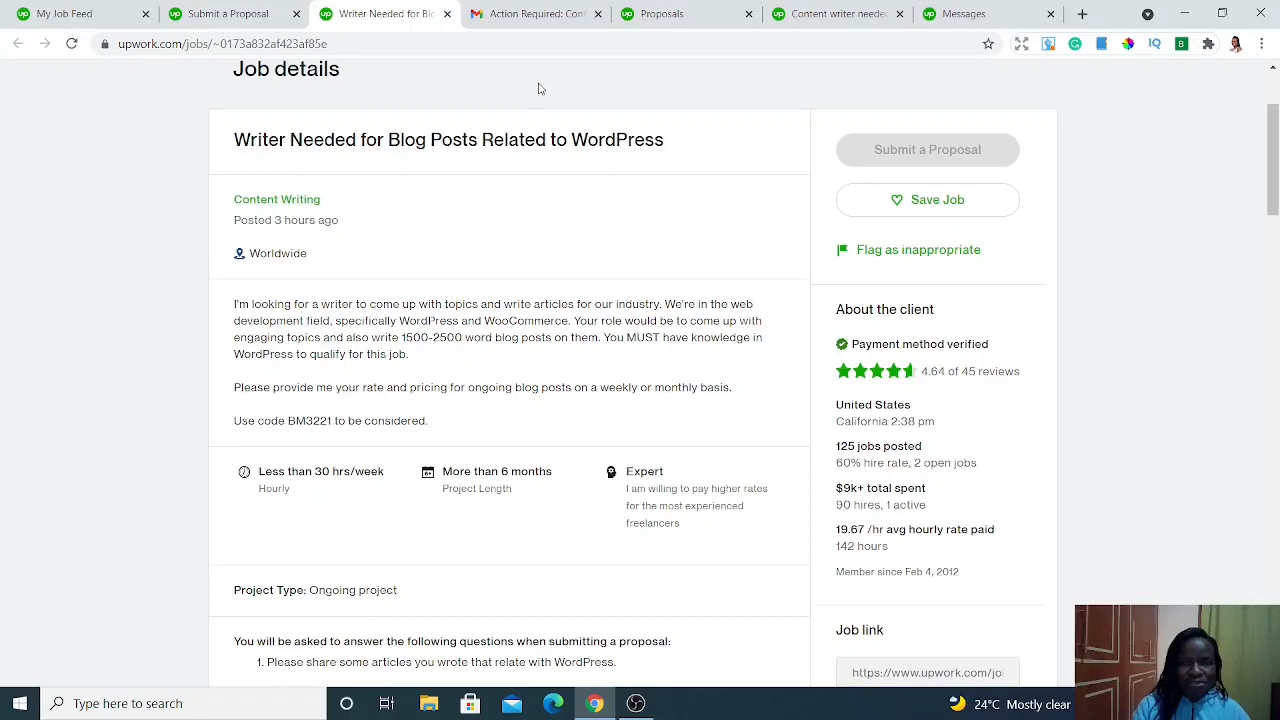 My Job Feed
Submit a Proposal
Writer Needed for Blo
Action Required: Con
Proposals
Content writer neede
Messages
upwork.com/jobs/~0173a832af423af85e
Job details
Writer Needed for Blog Posts Related to WordPress
Content Writing
Posted 3 hours ago
Worldwide
I'm looking for a writer to come up with topics and write articles for our industry. We're in the web
development field, specifically WordPress and WooCommerce. Your role would be to come up with
engaging topics and also write 1500-2500 word blog posts on them. You MUST have knowledge in
WordPress to qualify for this job.
Please provide me your rate and pricing for ongoing blog posts on a weekly or monthly basis.
Use code BM3221 to be considered.
Less than 30 hrs/week
Hourly
More than 6 months
Project Length
Expert
I am willing to pay higher rates
for the most experienced
freelancers
Project Type: Ongoing project
You will be asked to answer the following questions when submitting a proposal:
1. Please share some articles you wrote that relate with WordPress.
Submit a Proposal
Save Job
Flag as inappropriate
About the client
Payment method verified
4.64 of 45 reviews
United States
California 2:38 pm
125 jobs posted
60% hire rate, 2 open jobs
$9k+ total spent
90 hires, 1 active
19.67 /hr avg hourly rate paid
142 hours
Member since Feb 4, 2012
Job link
https://www.upwork.com/jo
Type here to search
24°C Mostly clear